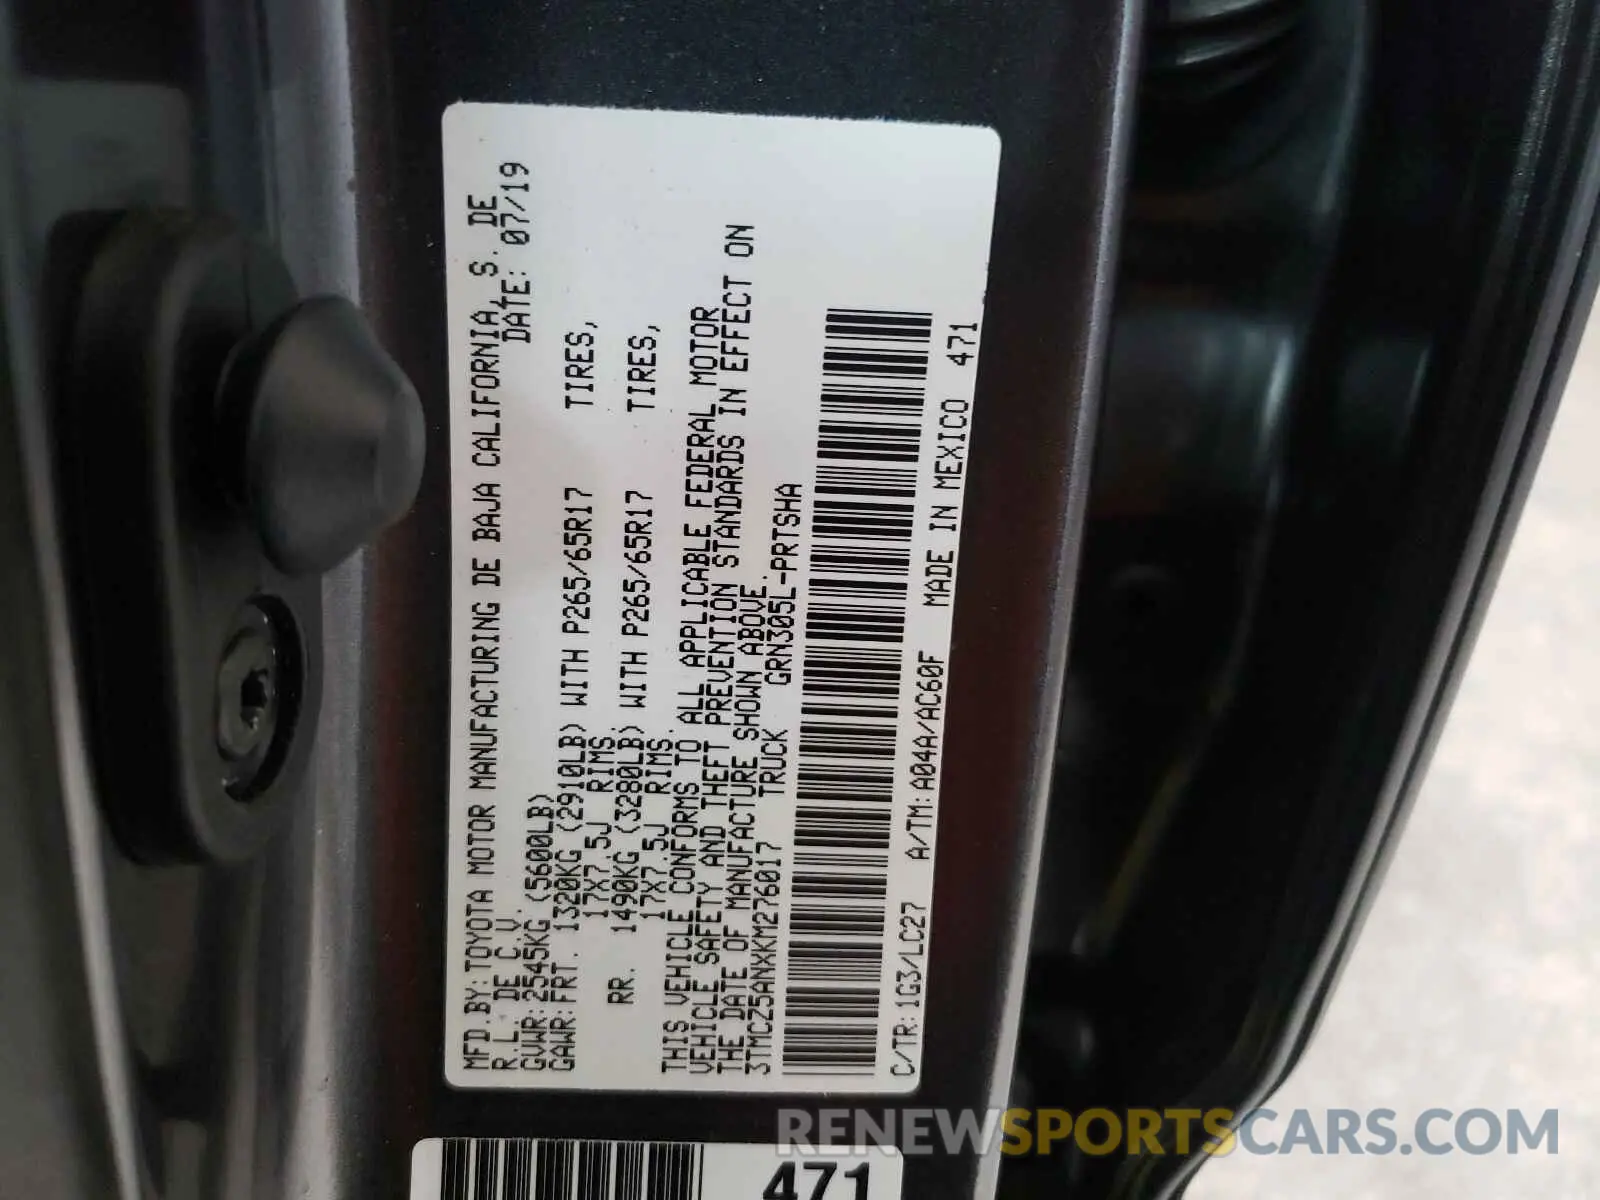 MFD.BY:TOYOTA MOTOR MANUFACTURING DE BAJA CALIFORNIA,S. DE
R.L. DE C.V. DATE: 07/19
GVWR:2545KG (5600LB)
GAWR:FRT. 1320KG (2910LB) WITH P265/65R17 TIRES,
17X7.5J RIMS,
RR. 1490KG (3280LB) WITH P265/65R17 TIRES,
17X7.5J RIMS.
THIS VEHICLE CONFORMS TO ALL APPLICABLE FEDERAL MOTOR
VEHICLE SAFETY AND THEFT PREVENTION STANDARDS IN EFFECT ON
THE DATE OF MANUFACTURE SHOWN ABOVE.
3TMCZ5ANXKM276017 TRUCK GRN305L-PRTSHA
C/TR:1G3/LC27 A/TM:A04A/AC60F MADE IN MEXICO 471
471
RENEWSPORTSCARS.COM